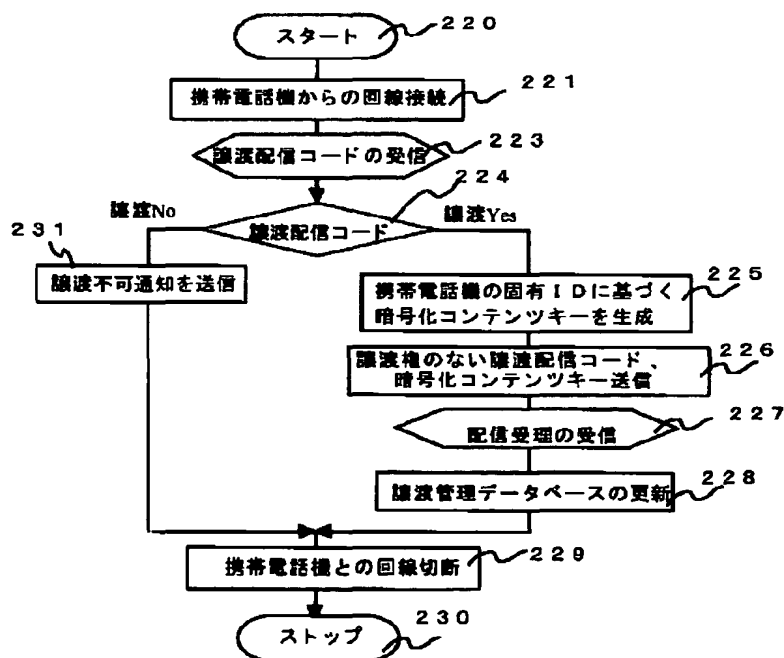 スタート
220
携帯電話機からの回線接続
221
譲渡配信コードの受信
223
224
譲渡No
譲渡配信コード
譲渡Yes
231
譲渡不可通知を送信
携帯電話機の固有IDに基づく
暗号化コンテンツキーを生成
225
譲渡権のない譲渡配信コード、
暗号化コンテンツキー送信
226
配信受理の受信
227
譲渡管理データベースの更新
228
携帯電話機との回線切断
229
ストップ
230